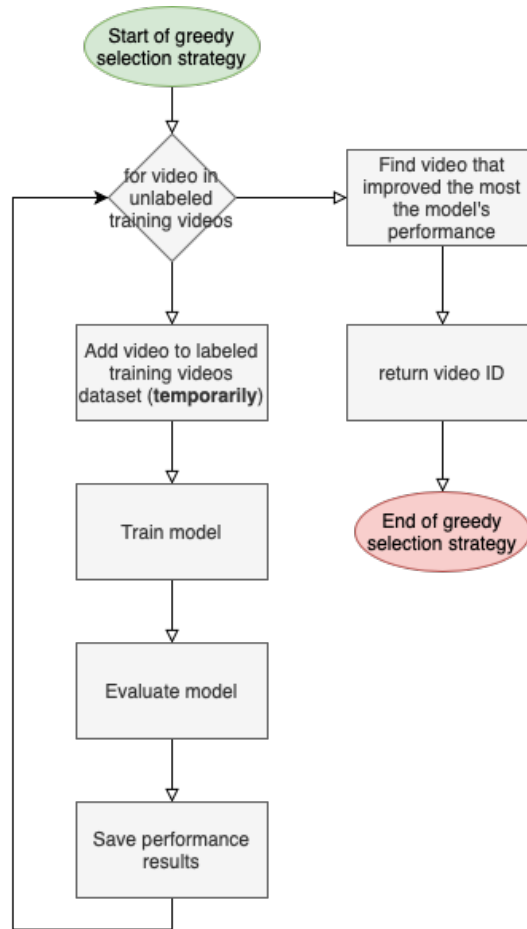 Start of greedy
selection strategy
for video in
unlabeled
training videos
Find video that
improved the most
the model's
performance
Add video to labeled
training videos
dataset (temporarily)
return video ID
Train model
End of greedy
selection strategy
Evaluate model
Save performance
results